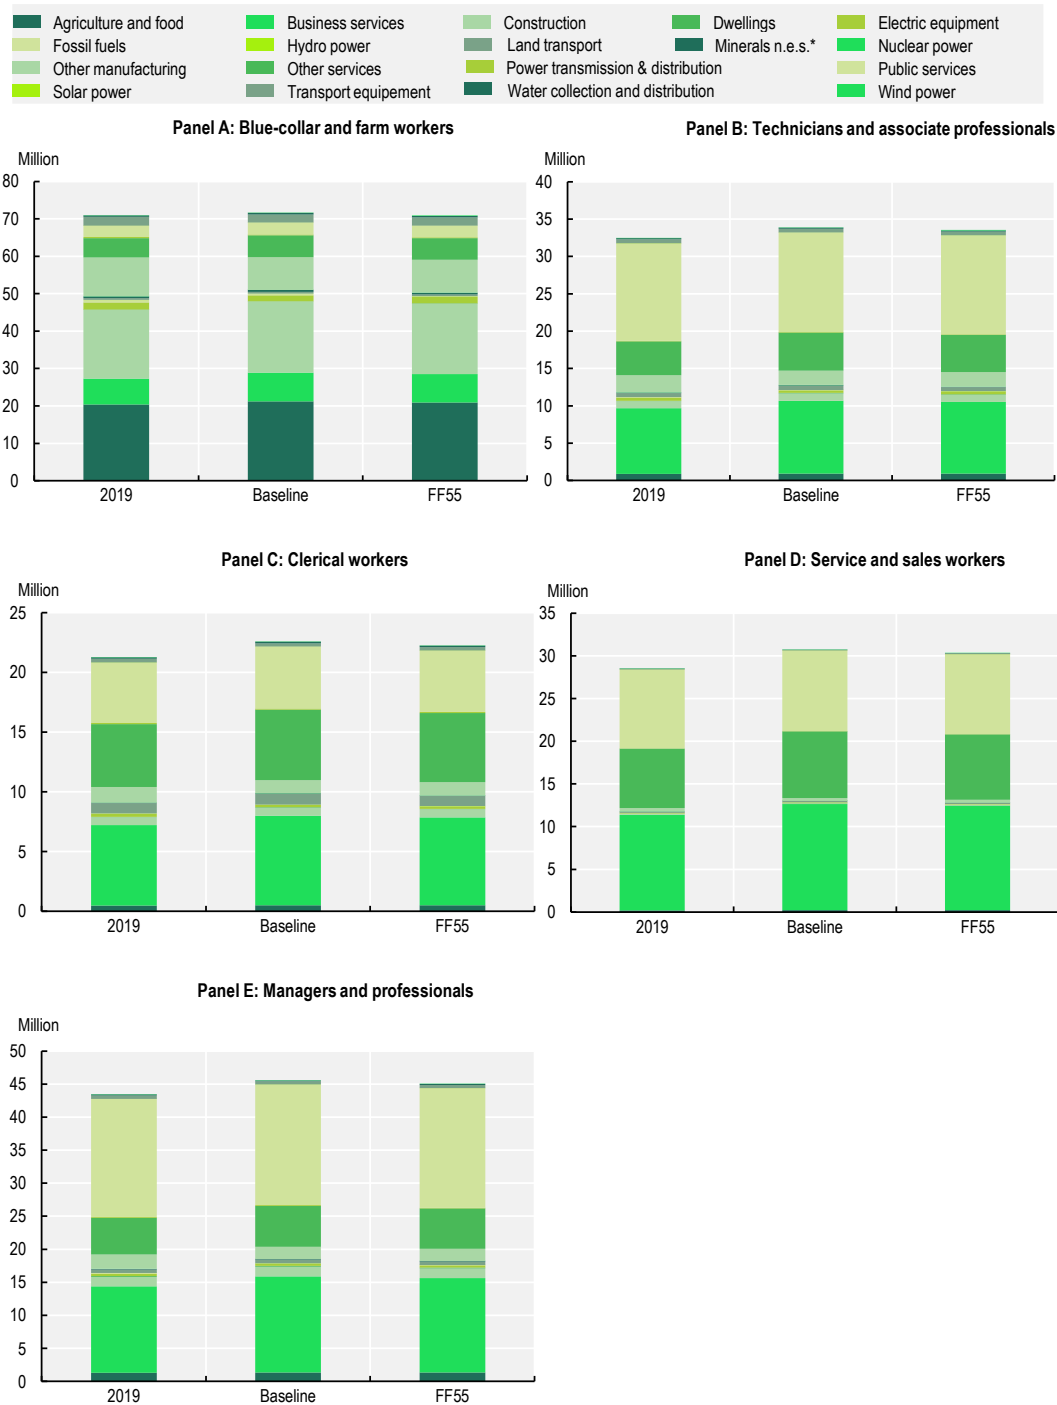 Agriculture and food Business services Construction Dwellings Electric equipment
Fossil fuels Hydro power Land transport Minerals n.e.s.* Nuclear power
Other manufacturing Other services Power transmission & distribution Public services
Solar power Transport equipement Water collection and distribution Wind power
Panel A: Blue-collar and farm workers
Million
80
70
60
50
40
30
20
10
0
2019 Baseline FF55
Panel B: Technicians and associate professionals
Million
40
35
30
25
20
15
10
5
0
2019 Baseline FF55
Panel C: Clerical workers
Million
25
20
15
10
5
0
2019 Baseline FF55
Panel D: Service and sales workers
Million
35
30
25
20
15
10
5
0
2019 Baseline FF55
Panel E: Managers and professionals
Million
50
45
40
35
30
25
20
15
10
5
0
2019 Baseline FF55